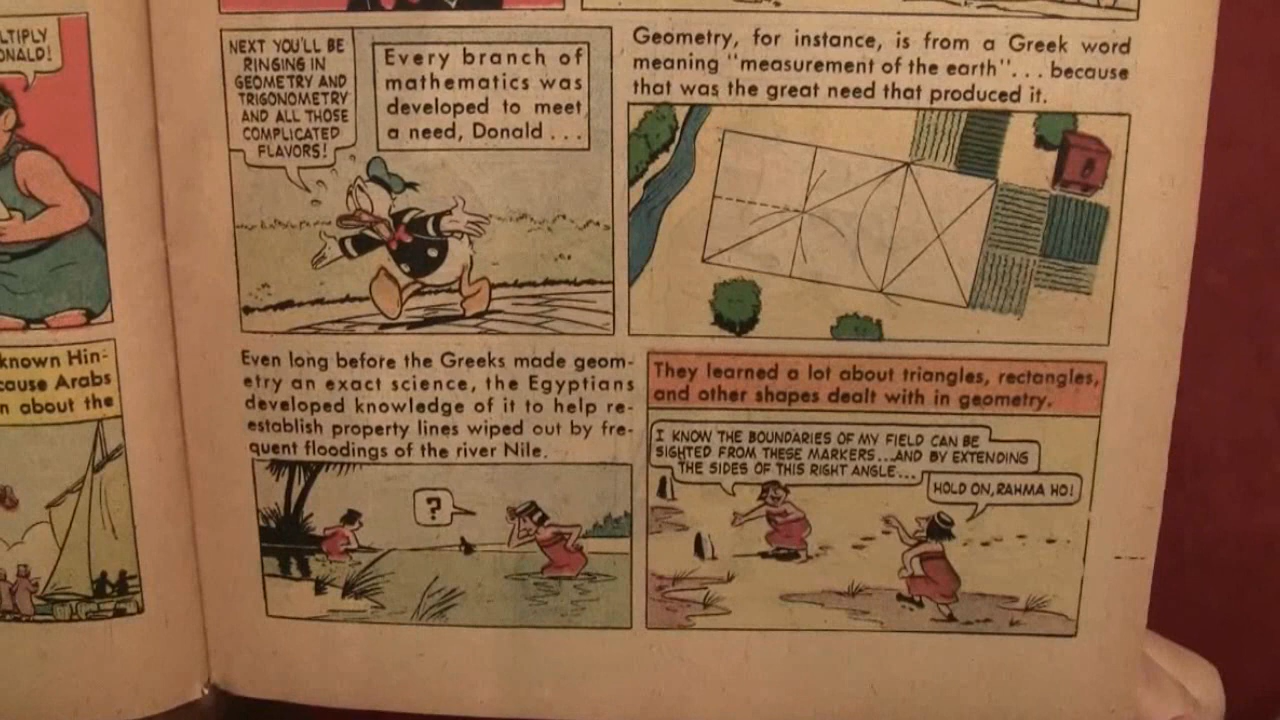 LTIPLY
ONALD!
known Hin-
cause Arabs
n about the
NEXT YOU'LL BE
RINGING IN
GEOMETRY AND
TRIGONOMETRY
AND ALL THOSE
COMPLICATED
FLAVORS!
Every branch of
mathematics was
developed to meet
a need, Donald ...
Geometry, for instance, is from a Greek word
meaning "measurement of the earth"... because
that was the great need that produced it.
Even long before the Greeks made geom-
etry an exact science, the Egyptians
developed knowledge of it to help re-
establish property lines wiped out by fre-
quent floodings of the river Nile.
?
They learned a lot about triangles, rectangles,
and other shapes dealt with in geometry.
I KNOW THE BOUNDARIES OF MY FIELD CAN BE
SIGHTED FROM THESE MARKERS...AND BY EXTENDING
THE SIDES OF THIS RIGHT ANGLE...
HOLD ON, RAHMA HO!